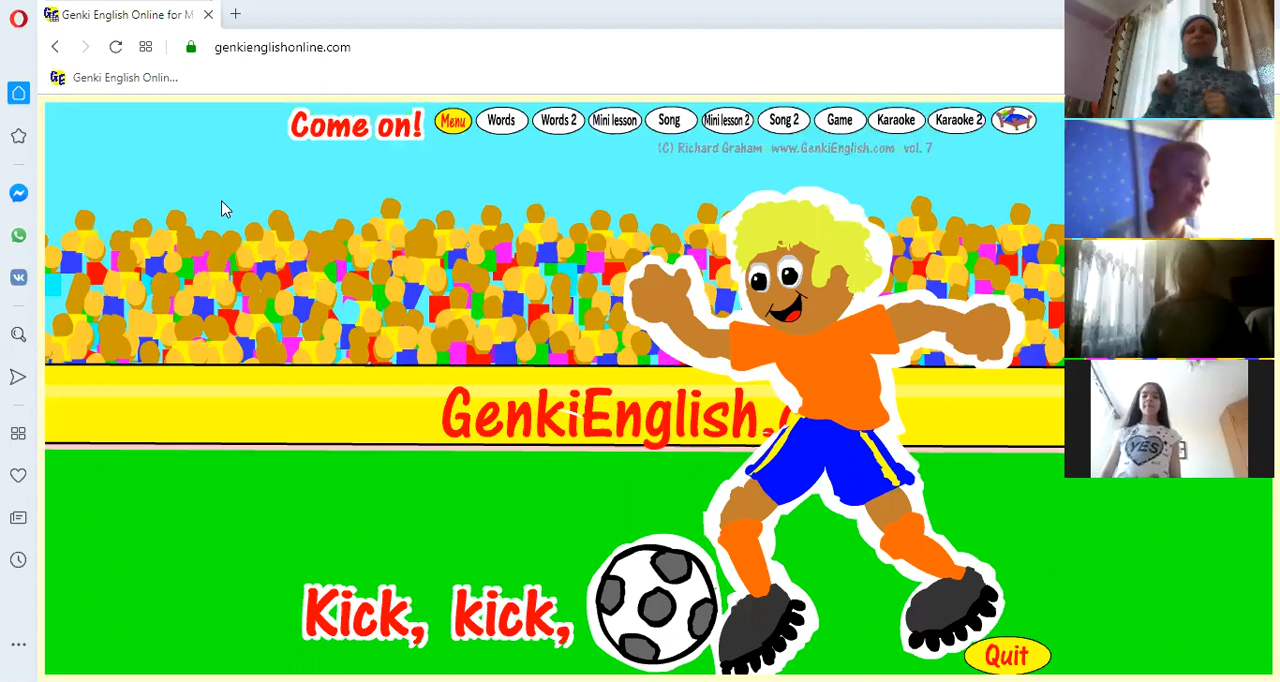 Genki English Online for M
genkienglishonline.com
Genki English Onlin...
Come on!
Menu Words Words 2 Mini lesson Song Mini lesson 2 Song 2 Game Karaoke Karaoke 2
(C) Richard Graham www.GenkiEnglish.com vol. 7
GenkiEnglish.
Kick, kick,
Quit
YES